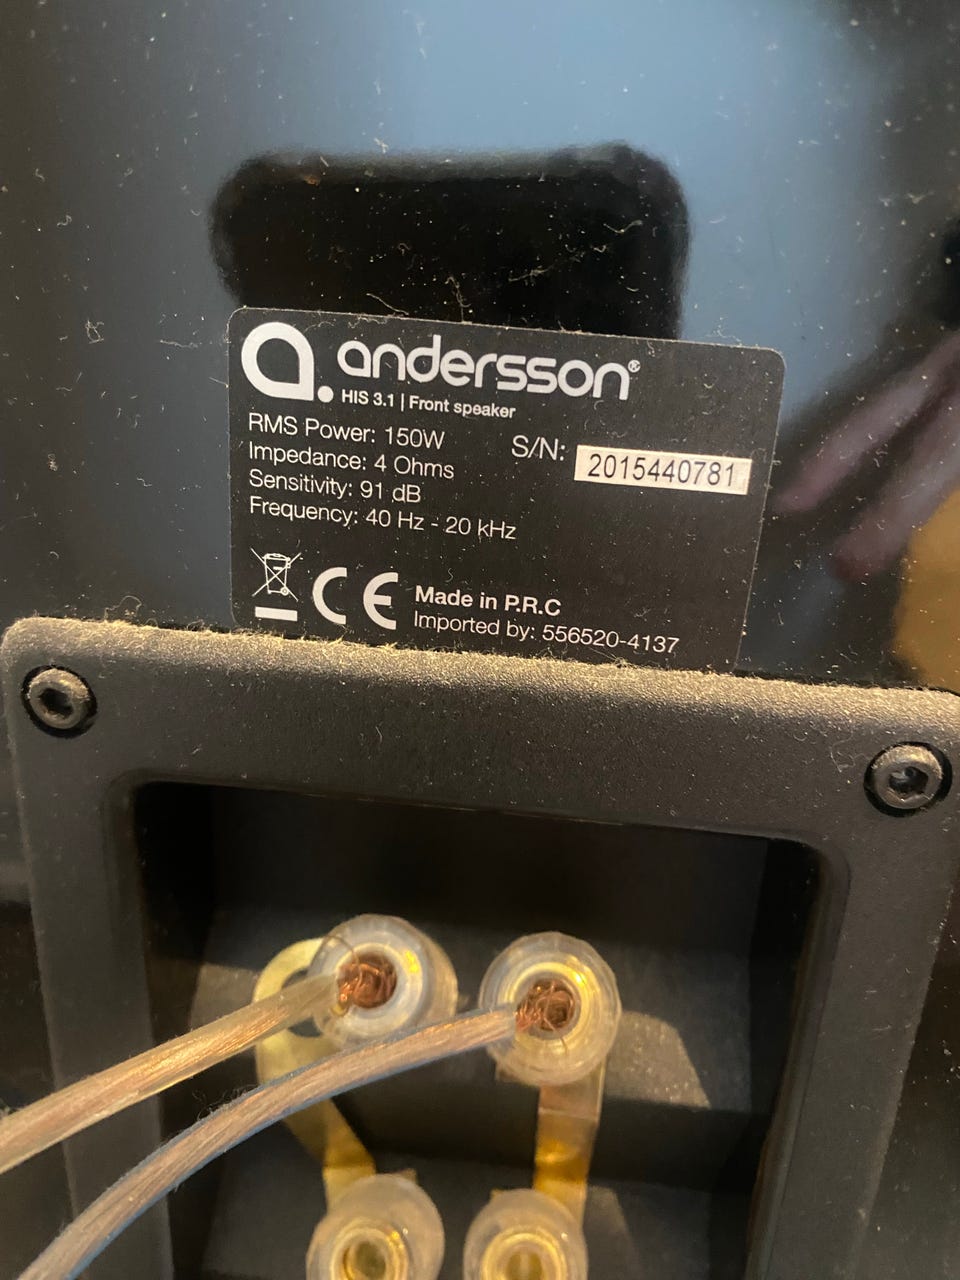 a. andersson®
HIS 3.1 | Front speaker
RMS Power: 150W
Impedance: 4 Ohms
Sensitivity: 91 dB
Frequency: 40 Hz - 20 kHz
S/N: 2015440781
CE
Made in P.R.C
Imported by: 556520-4137